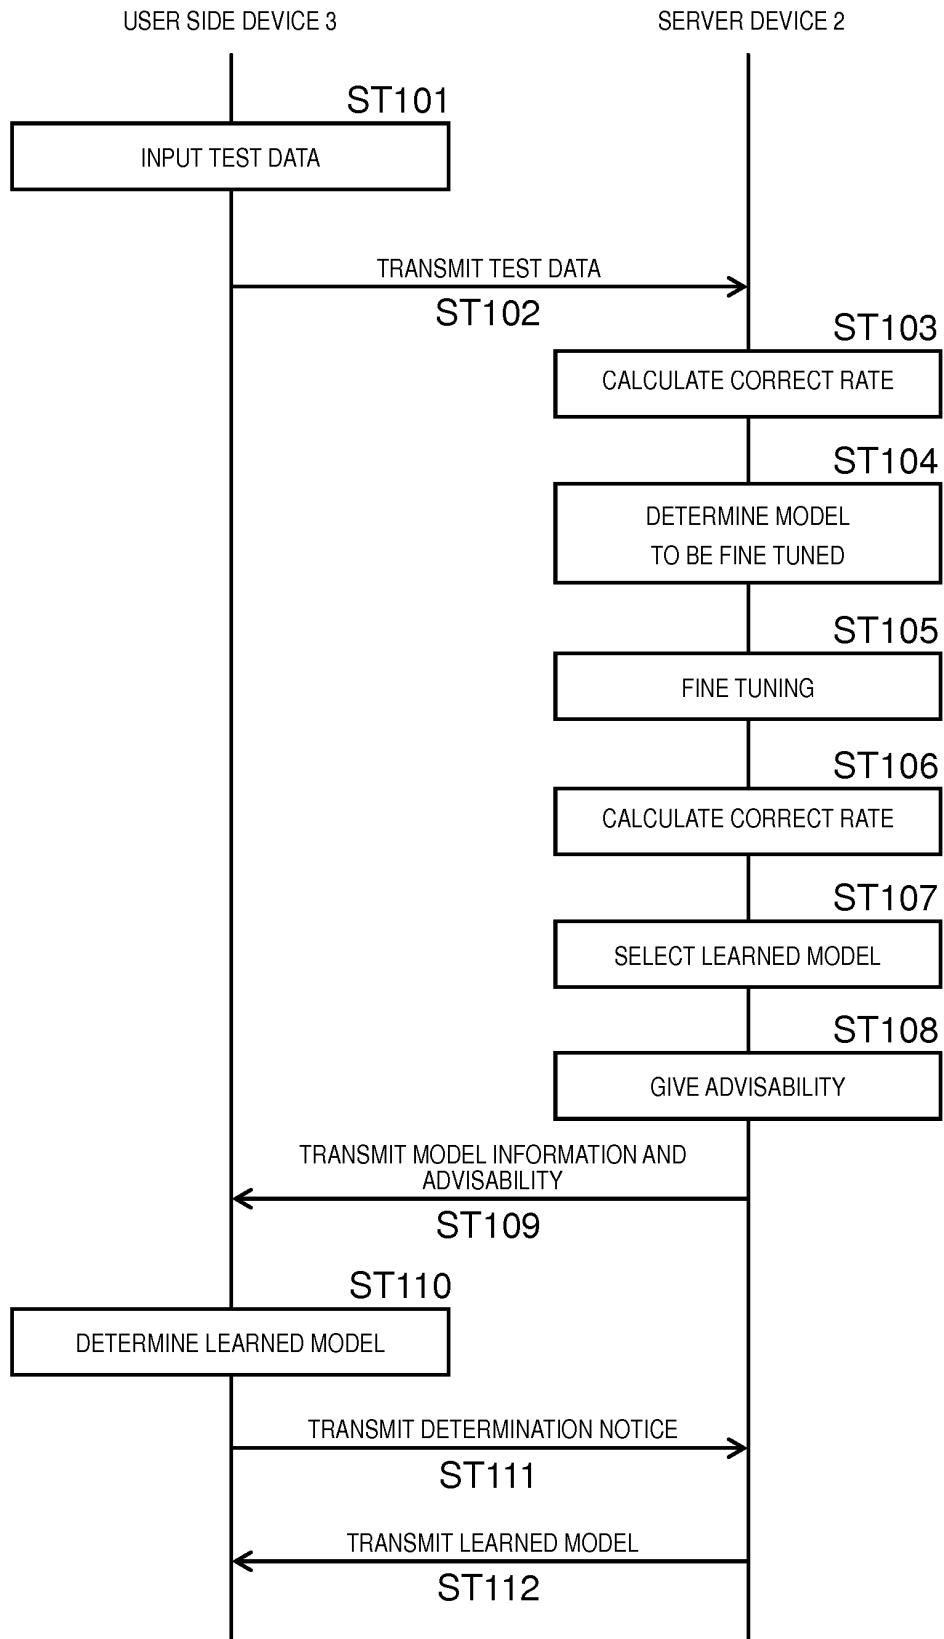 USER SIDE DEVICE 3
SERVER DEVICE 2
ST101
INPUT TEST DATA
TRANSMIT TEST DATA
ST102
ST103
CALCULATE CORRECT RATE
ST104
DETERMINE MODEL
TO BE FINE TUNED
ST105
FINE TUNING
ST106
CALCULATE CORRECT RATE
ST107
SELECT LEARNED MODEL
ST108
GIVE ADVISABILITY
TRANSMIT MODEL INFORMATION AND
ADVISABILITY
ST109
ST110
DETERMINE LEARNED MODEL
TRANSMIT DETERMINATION NOTICE
ST111
TRANSMIT LEARNED MODEL
ST112